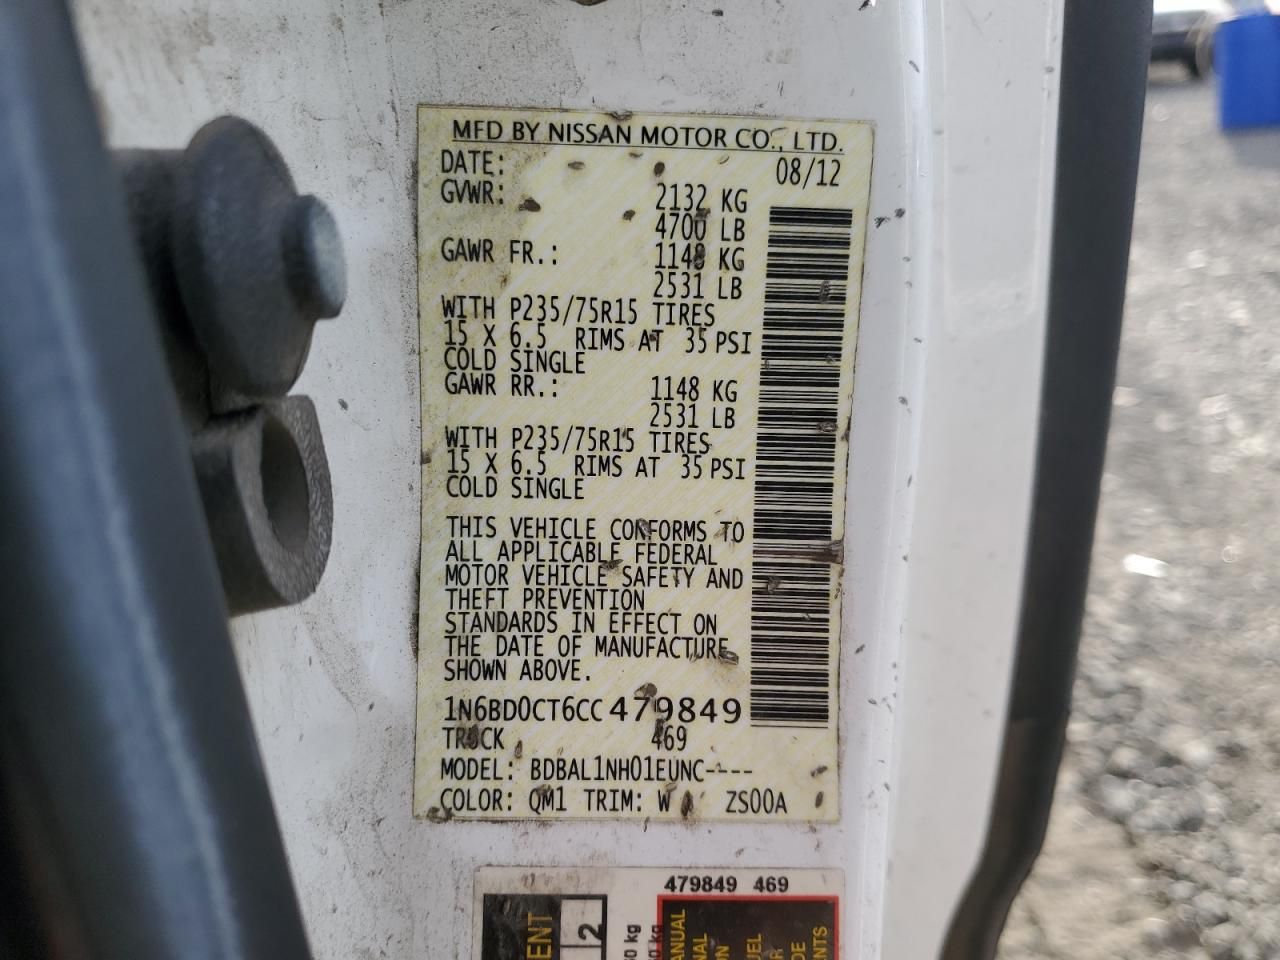 MFD BY NISSAN MOTOR CO., LTD.
DATE: 08/12
GVWR: 2132 KG
4700 LB
GAWR FR.: 1148 KG
2531 LB
WITH P235/75R15 TIRES
15 X 6.5 RIMS AT 35 PSI
COLD SINGLE
GAWR RR.: 1148 KG
2531 LB
WITH P235/75R15 TIRES
15 X 6.5 RIMS AT 35 PSI
COLD SINGLE
THIS VEHICLE CONFORMS TO
ALL APPLICABLE FEDERAL
MOTOR VEHICLE SAFETY AND
THEFT PREVENTION
STANDARDS IN EFFECT ON
THE DATE OF MANUFACTURE
SHOWN ABOVE.
1N6BD0CT6CC479849
TRUCK 469
MODEL: BDBAL1NH01EUNC----
COLOR: QM1 TRIM: W ZS00A
479849 469
2
kg
kg